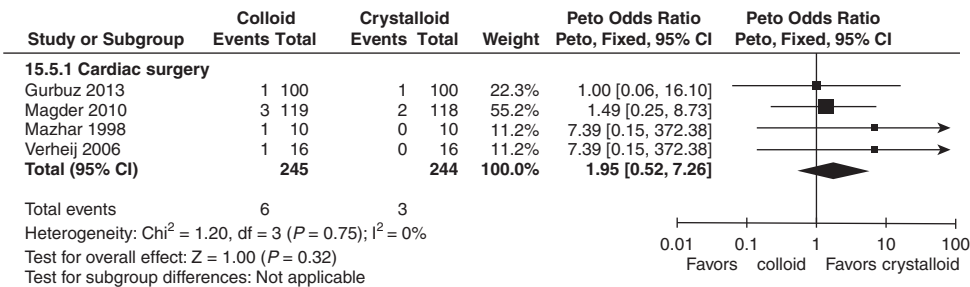 Colloid Crystalloid Peto Odds Ratio Peto Odds Ratio
Study or Subgroup Events Total Events Total Weight Peto, Fixed, 95% CI Peto, Fixed, 95% CI
15.5.1 Cardiac surgery
Gurbuz 2013 1 100 1 100 22.3% 1.00 [0.06, 16.10]
Magder 2010 3 119 2 118 55.2% 1.49 [0.25, 8.73]
Mazhar 1998 1 10 0 10 11.2% 7.39 [0.15, 372.38]
Verheij 2006 1 16 0 16 11.2% 7.39 [0.15, 372.38]
Total (95% CI) 245 244 100.0% 1.95 [0.52, 7.26]
Total events 6 3
Heterogeneity: Chi² = 1.20, df = 3 (P = 0.75); I² = 0%
Test for overall effect: Z = 1.00 (P = 0.32)
Test for subgroup differences: Not applicable
0.01 0.1 1 10 100
Favors colloid Favors crystalloid